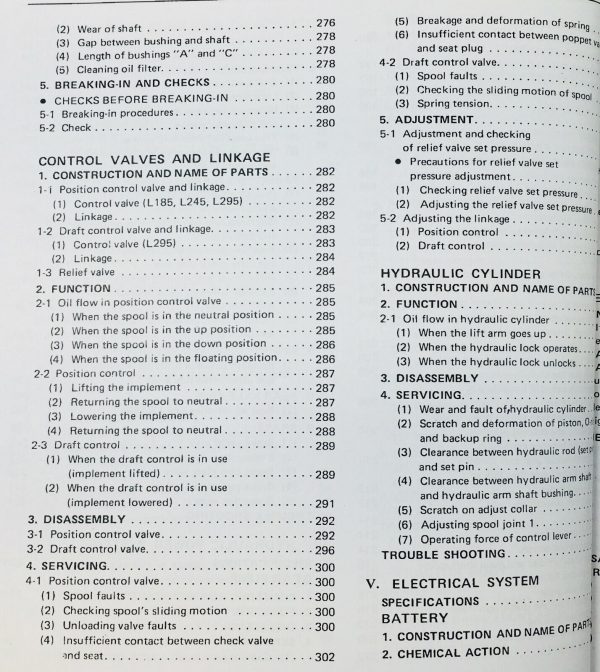 (2) Wear of shaft . . . . . . . . . . . . . . . . . . . . . 276
(3) Gap between bushing and shaft . . . . . . . . . 278
(4) Length of bushings "A" and "C" . . . . . . . . . 278
(5) Cleaning oil filter. . . . . . . . . . . . . . . . . . . 278
5. BREAKING-IN AND CHECKS . . . . . . . . . . . . . 280
• CHECKS BEFORE BREAKING-IN . . . . . . . . . . 280
5-1 Breaking-in procedures. . . . . . . . . . . . . . . . . 280
5-2 Check . . . . . . . . . . . . . . . . . . . . . . . . . . . 280
CONTROL VALVES AND LINKAGE
1. CONSTRUCTION AND NAME OF PARTS . . . . . . 282
1-1 Position control valve and linkage. . . . . . . . . . 282
(1) Control valve (L185, L245, L295) . . . . . . . . 282
(2) Linkage. . . . . . . . . . . . . . . . . . . . . . . . . 282
1-2 Draft control valve and linkage. . . . . . . . . . . . 283
(1) Control valve (L295) . . . . . . . . . . . . . . . . 283
(2) Linkage. . . . . . . . . . . . . . . . . . . . . . . . . 284
1-3 Relief valve . . . . . . . . . . . . . . . . . . . . . . . . 284
2. FUNCTION . . . . . . . . . . . . . . . . . . . . . . . . . 285
2-1 Oil flow in position control valve . . . . . . . . . . 285
(1) When the spool is in the neutral position . . . . 285
(2) When the spool is in the up position . . . . . . . 285
(3) When the spool is in the down position . . . . . 286
(4) When the spool is in the floating position . . . . 286
2-2 Position control . . . . . . . . . . . . . . . . . . . . . . 287
(1) Lifting the implement . . . . . . . . . . . . . . . . 287
(2) Returning the spool to neutral . . . . . . . . . . . 287
(3) Lowering the implement. . . . . . . . . . . . . . . 288
(4) Returning the spool to neutral . . . . . . . . . . . 288
2-3 Draft control . . . . . . . . . . . . . . . . . . . . . . . . 289
(1) When the draft control is in use
(implement lifted) . . . . . . . . . . . . . . . . . . . 289
(2) When the draft control is in use
(implement lowered) . . . . . . . . . . . . . . . . . 291
3. DISASSEMBLY . . . . . . . . . . . . . . . . . . . . . . . 292
3-1 Position control valve. . . . . . . . . . . . . . . . . . . 292
3-2 Draft control valve. . . . . . . . . . . . . . . . . . . . . 296
4. SERVICING. . . . . . . . . . . . . . . . . . . . . . . . . . 300
4-1 Position control valve. . . . . . . . . . . . . . . . . . . 300
(1) Spool faults . . . . . . . . . . . . . . . . . . . . . . . 300
(2) Checking spool's sliding motion . . . . . . . . . . 300
(3) Unloading valve faults . . . . . . . . . . . . . . . . 300
(4) Insufficient contact between check valve
and seat. . . . . . . . . . . . . . . . . . . . . . . . . . 302
(5) Breakage and deformation of spring . .
(6) Insufficient contact between poppet
and seat plug . . . . . . . . . . . . . .
4-2 Draft control valve. . . . . . . . . . . . .
(1) Spool faults . . . . . . . . . . . . . . .
(2) Checking the sliding motion of spool
(3) Spring tension. . . . . . . . . . . . . .
5. ADJUSTMENT. . . . . . . . . . . . . . . . .
5-1 Adjustment and checking
of relief valve set pressure . . . . . . . .
• Precautions for relief valve set
pressure adjustment. . . . . . . . . . . .
(1) Checking relief valve set pressure . . .
(2) Adjusting the relief valve set pressure .
5-2 Adjusting the linkage . . . . . . . . . . . .
(1) Position control . . . . . . . . . . . . .
(2) Draft control . . . . . . . . . . . . . . .
HYDRAULIC CYLINDER
1. CONSTRUCTION AND NAME OF PARTS
2. FUNCTION . . . . . . . . . . . . . . . . . .
2-1 Oil flow in hydraulic cylinder . . . . . .
(1) When the lift arm goes up . . . . . . .
(2) When the hydraulic lock operates . . .
(3) When the hydraulic lock unlocks . . .
3. DISASSEMBLY . . . . . . . . . . . . . . . .
4. SERVICING. . . . . . . . . . . . . . . . . . .
(1) Wear and fault of hydraulic cylinder . .
(2) Scratch and deformation of piston,
and backup ring . . . . . . . . . . . . .
(3) Clearance between hydraulic rod
and set pin . . . . . . . . . . . . . . . .
(4) Clearance between hydraulic arm shaft
and hydraulic arm shaft bushing. . . .
(5) Scratch on adjust collar . . . . . . . . .
(6) Adjusting spool joint 1. . . . . . . . . .
(7) Operating force of control lever . . . .
TROUBLE SHOOTING . . . . . . . . . . . . .
V. ELECTRICAL SYSTEM
SPECIFICATIONS . . . . . . . . . . . . . . .
BATTERY
1. CONSTRUCTION AND NAME OF PARTS
2. CHEMICAL ACTION . . . . . . . . . . . . .